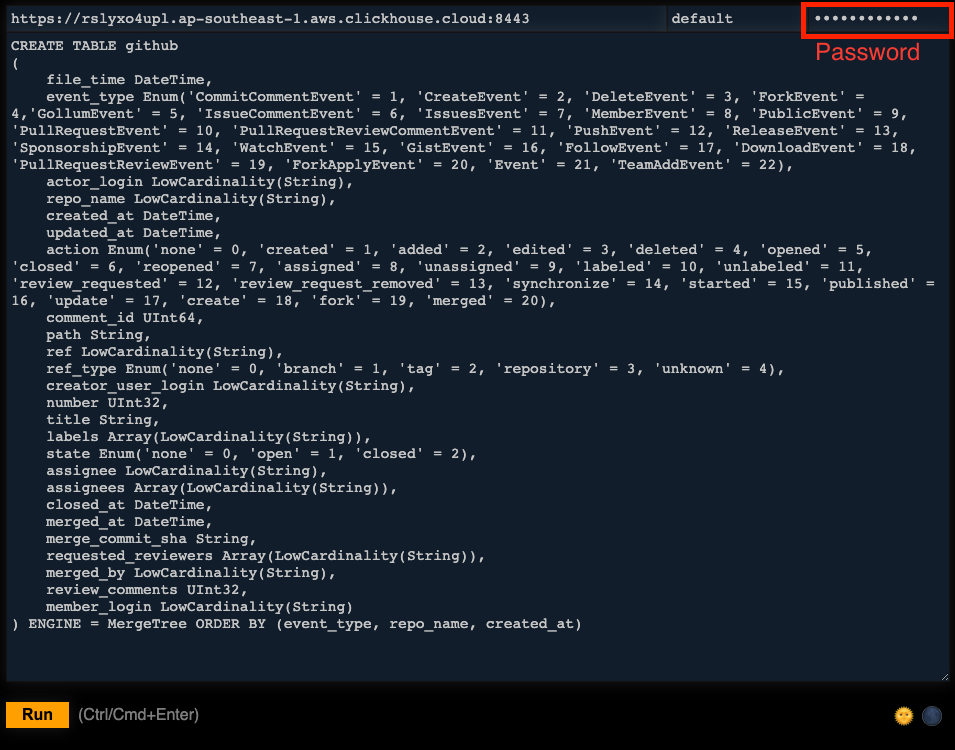 https://rslyxo4upl.ap-southeast-1.aws.clickhouse.cloud:8443 default ••••••••••••
Password
CREATE TABLE github
(
    file_time DateTime,
    event_type Enum('CommitCommentEvent' = 1, 'CreateEvent' = 2, 'DeleteEvent' = 3, 'ForkEvent' =
4,'GollumEvent' = 5, 'IssueCommentEvent' = 6, 'IssuesEvent' = 7, 'MemberEvent' = 8, 'PublicEvent' = 9,
'PullRequestEvent' = 10, 'PullRequestReviewCommentEvent' = 11, 'PushEvent' = 12, 'ReleaseEvent' = 13,
'SponsorshipEvent' = 14, 'WatchEvent' = 15, 'GistEvent' = 16, 'FollowEvent' = 17, 'DownloadEvent' = 18,
'PullRequestReviewEvent' = 19, 'ForkApplyEvent' = 20, 'Event' = 21, 'TeamAddEvent' = 22),
    actor_login LowCardinality(String),
    repo_name LowCardinality(String),
    created_at DateTime,
    updated_at DateTime,
    action Enum('none' = 0, 'created' = 1, 'added' = 2, 'edited' = 3, 'deleted' = 4, 'opened' = 5,
'closed' = 6, 'reopened' = 7, 'assigned' = 8, 'unassigned' = 9, 'labeled' = 10, 'unlabeled' = 11,
'review_requested' = 12, 'review_request_removed' = 13, 'synchronize' = 14, 'started' = 15, 'published' =
16, 'update' = 17, 'create' = 18, 'fork' = 19, 'merged' = 20),
    comment_id UInt64,
    path String,
    ref LowCardinality(String),
    ref_type Enum('none' = 0, 'branch' = 1, 'tag' = 2, 'repository' = 3, 'unknown' = 4),
    creator_user_login LowCardinality(String),
    number UInt32,
    title String,
    labels Array(LowCardinality(String)),
    state Enum('none' = 0, 'open' = 1, 'closed' = 2),
    assignee LowCardinality(String),
    assignees Array(LowCardinality(String)),
    closed_at DateTime,
    merged_at DateTime,
    merge_commit_sha String,
    requested_reviewers Array(LowCardinality(String)),
    merged_by LowCardinality(String),
    review_comments UInt32,
    member_login LowCardinality(String)
) ENGINE = MergeTree ORDER BY (event_type, repo_name, created_at)
Run (Ctrl/Cmd+Enter)